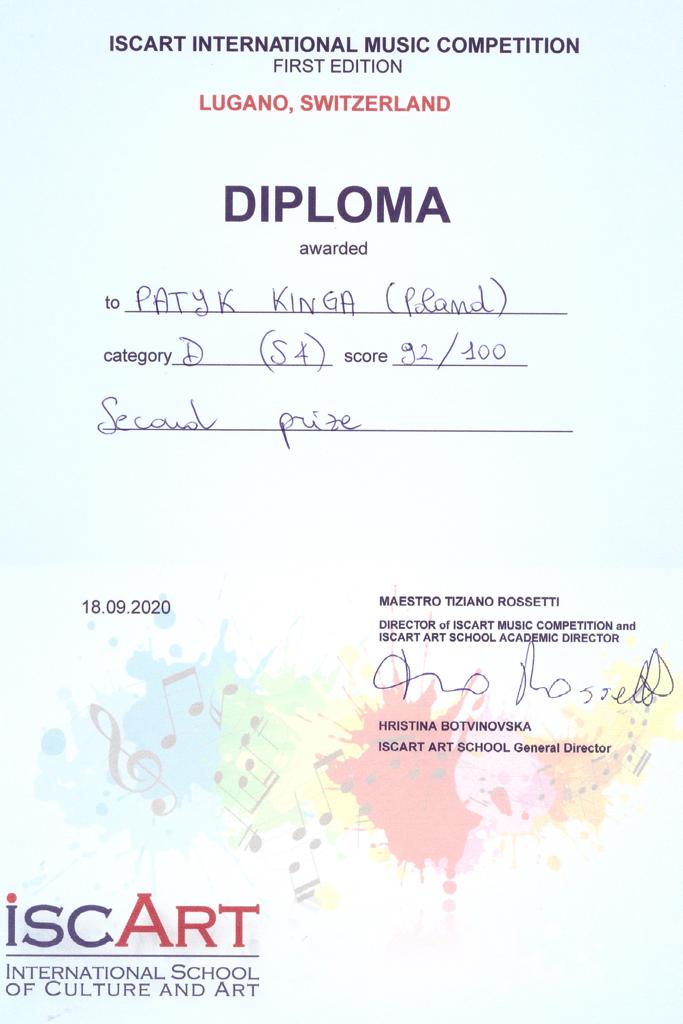 ISCART INTERNATIONAL MUSIC COMPETITION
FIRST EDITION
LUGANO, SWITZERLAND
DIPLOMA
awarded
to PATYK KINGA (Poland)
category D (S4) score 92/100
Second prize
18.09.2020
MAESTRO TIZIANO ROSSETTI
DIRECTOR of ISCART MUSIC COMPETITION and
ISCART ART SCHOOL ACADEMIC DIRECTOR
Rossetti
HRISTINA BOTVINOVSKA
ISCART ART SCHOOL General Director
iscART
INTERNATIONAL SCHOOL
OF CULTURE AND ART